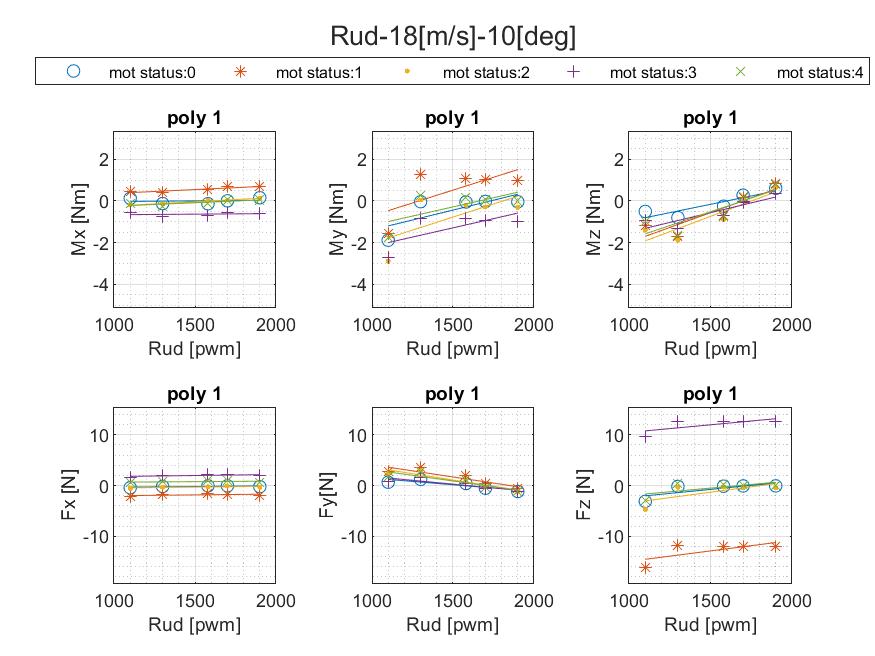 Rud-18[m/s]-10[deg]
mot status:0 mot status:1 mot status:2 mot status:3 mot status:4
poly 1 poly 1 poly 1
Mx [Nm] My [Nm] Mz [Nm]
2 2 2
0 0 0
-2 -2 -2
-4 -4 -4
1000 1500 2000 1000 1500 2000 1000 1500 2000
Rud [pwm] Rud [pwm] Rud [pwm]
poly 1 poly 1 poly 1
Fx [N] Fy[N] Fz [N]
10 10 10
0 0 0
-10 -10 -10
1000 1500 2000 1000 1500 2000 1000 1500 2000
Rud [pwm] Rud [pwm] Rud [pwm]